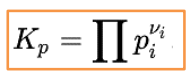 $K_p = \prod p_i^{\nu_i}$